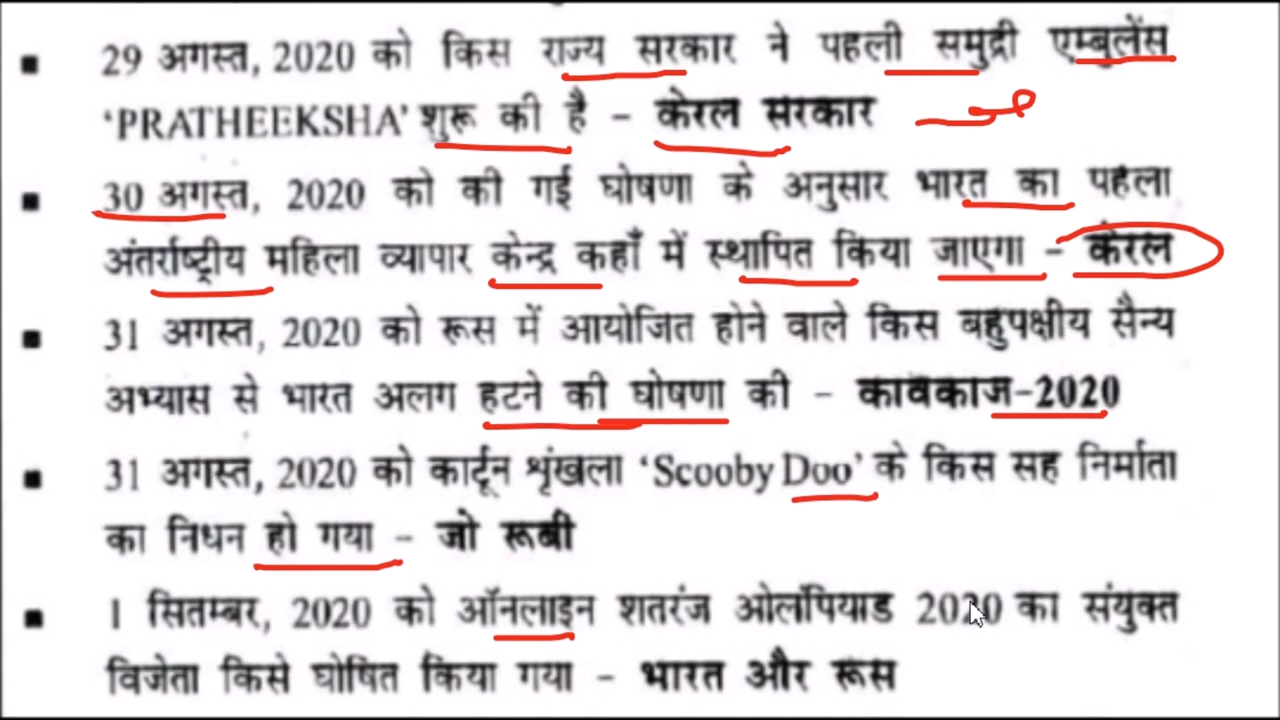 29 अगस्त, 2020 को किस राज्य सरकार ने पहली समुद्री एम्बुलेंस
‘PRATHEEKSHA’ शुरू की है – केरल सरकार
30 अगस्त, 2020 को की गई घोषणा के अनुसार भारत का पहला
अंतर्राष्ट्रीय महिला व्यापार केन्द्र कहाँ में स्थापित किया जाएगा – केरल
31 अगस्त, 2020 को रूस में आयोजित होने वाले किस बहुपक्षीय सैन्य
अभ्यास से भारत अलग हटने की घोषणा की – कावकाज-2020
31 अगस्त, 2020 को कार्टून शृंखला ‘Scooby Doo’ के किस सह निर्माता
का निधन हो गया – जो रूबी
1 सितम्बर, 2020 को ऑनलाइन शतरंज ओलंपियाड 2020 का संयुक्त
विजेता किसे घोषित किया गया – भारत और रूस